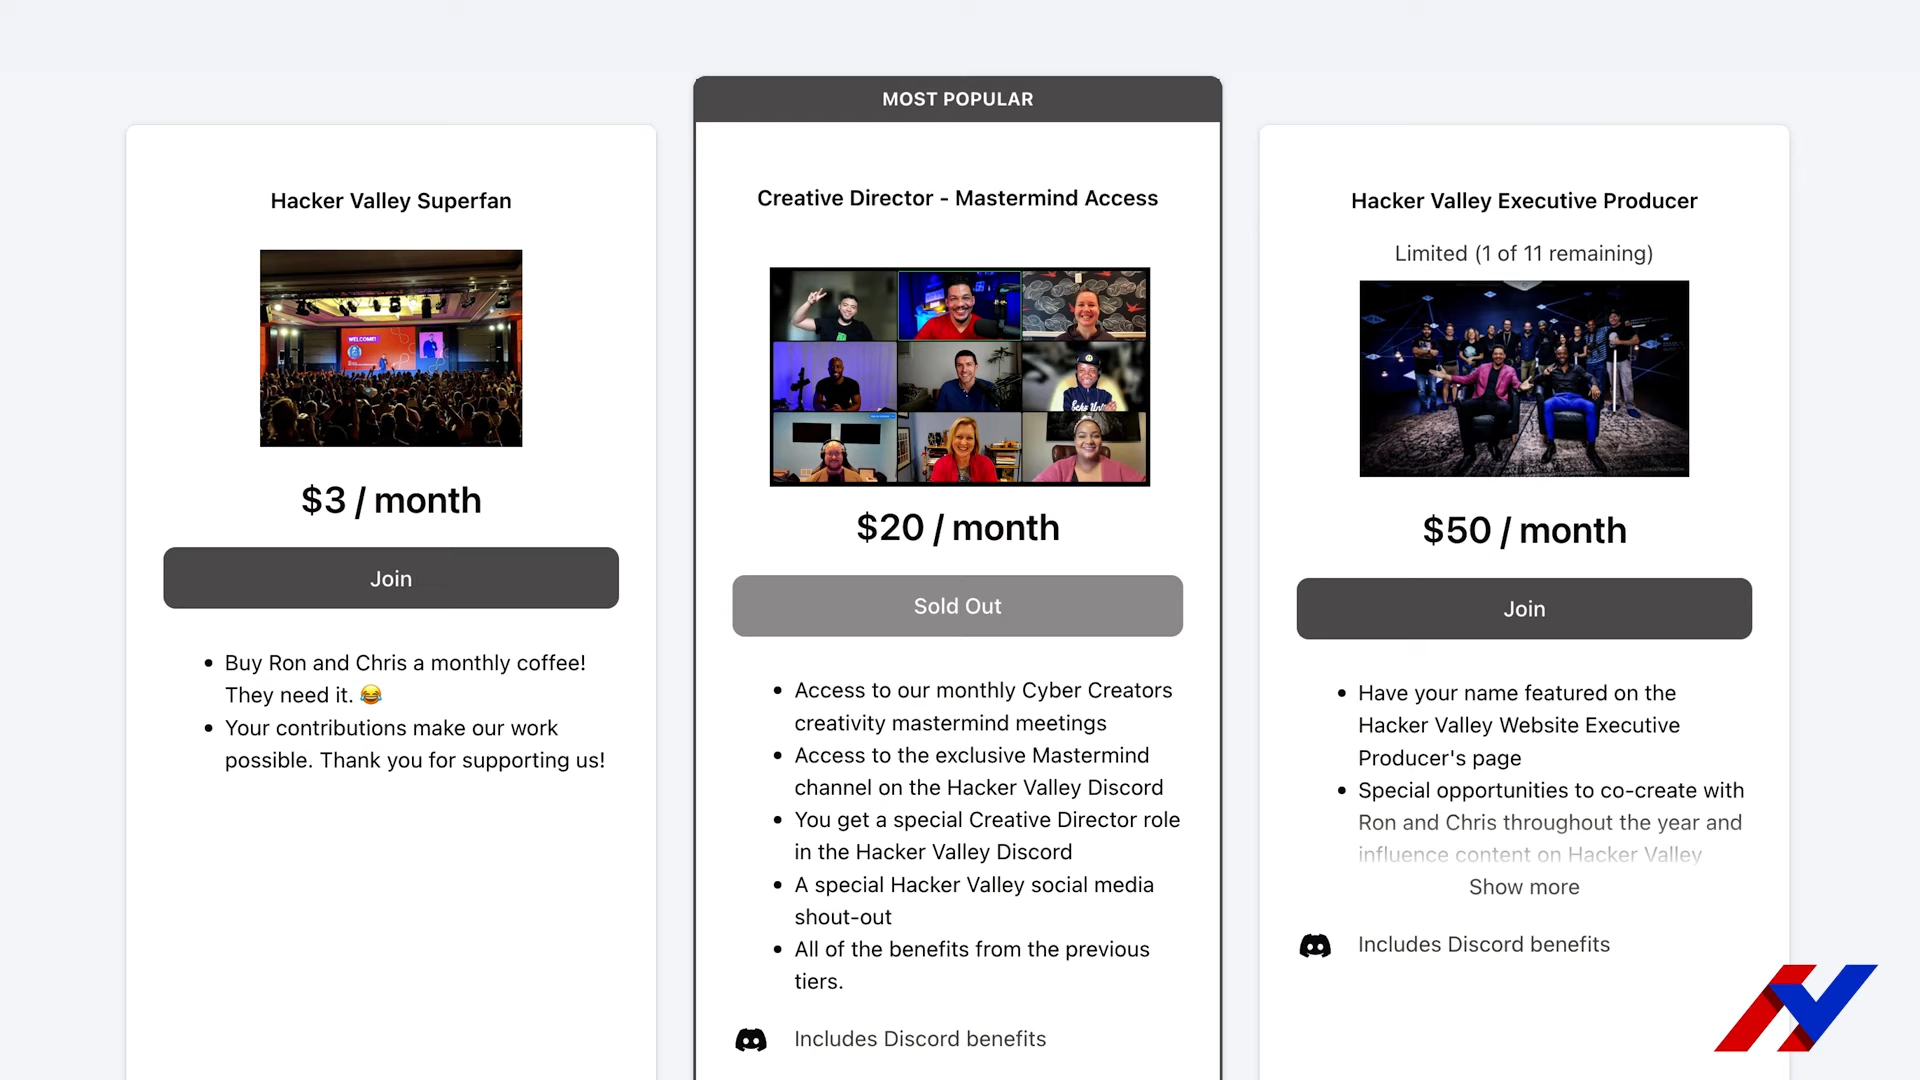 MOST POPULAR
Hacker Valley Superfan
WELCOME!
$3 / month
Join
Buy Ron and Chris a monthly coffee!
They need it. 😂
Your contributions make our work
possible. Thank you for supporting us!
Creative Director - Mastermind Access
$20 / month
Sold Out
Access to our monthly Cyber Creators
creativity mastermind meetings
Access to the exclusive Mastermind
channel on the Hacker Valley Discord
You get a special Creative Director role
in the Hacker Valley Discord
A special Hacker Valley social media
shout-out
All of the benefits from the previous
tiers.
Includes Discord benefits
Hacker Valley Executive Producer
Limited (1 of 11 remaining)
$50 / month
Join
Have your name featured on the
Hacker Valley Website Executive
Producer's page
Special opportunities to co-create with
Ron and Chris throughout the year and
influence content on Hacker Valley
Show more
Includes Discord benefits